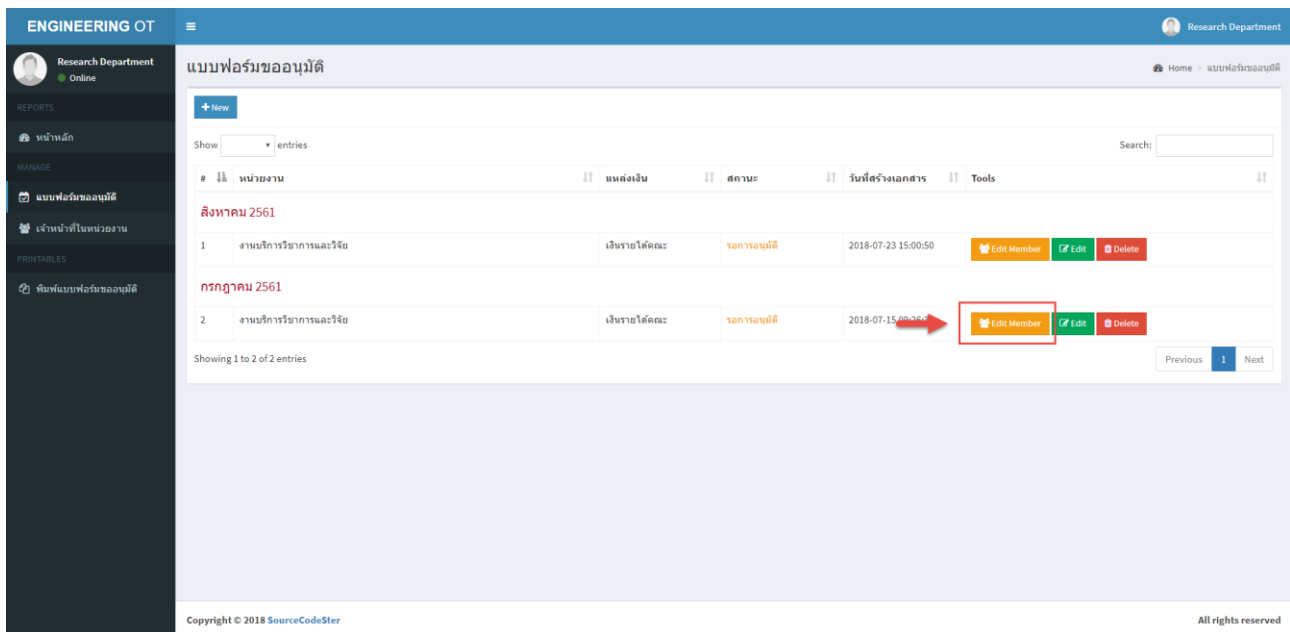 ENGINEERING OT
Research Department
Research Department
Online
แบบฟอร์มขออนุมัติ
Home > แบบฟอร์มขออนุมัติ
REPORTS
หน้าหลัก
MANAGE
แบบฟอร์มขออนุมัติ
เจ้าหน้าที่ในหน่วยงาน
PRINTABLES
พิมพ์แบบฟอร์มขออนุมัติ
+ New
Show entries
Search:
# หน่วยงาน แหล่งเงิน สถานะ วันที่สร้างเอกสาร Tools
สิงหาคม 2561
1 งานบริการวิชาการและวิจัย เงินรายได้คณะ รอการอนุมัติ 2018-07-23 15:00:50 Edit Member Edit Delete
กรกฎาคม 2561
2 งานบริการวิชาการและวิจัย เงินรายได้คณะ รอการอนุมัติ 2018-07-15 Edit Member Edit Delete
Showing 1 to 2 of 2 entries
Previous 1 Next
Copyright © 2018 SourceCodeSter
All rights reserved